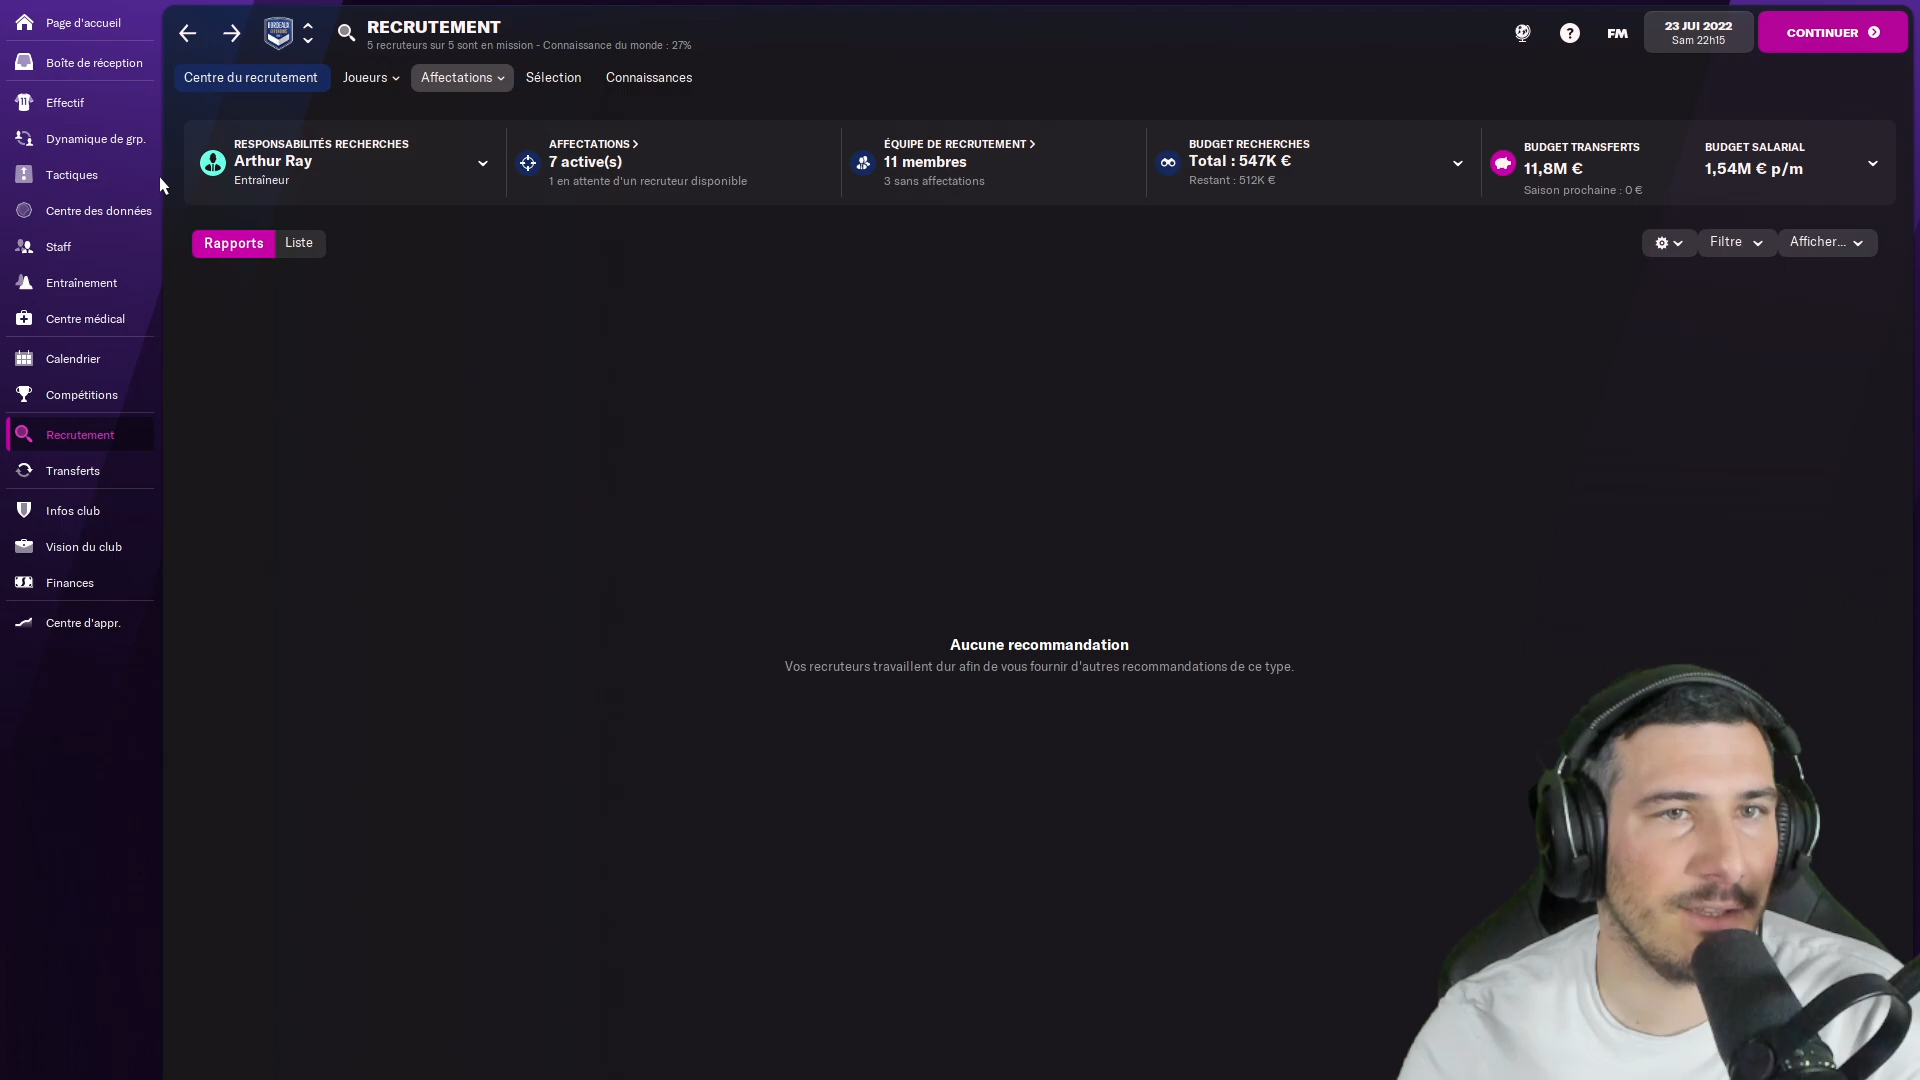 Page d'accueil
Boîte de réception
Effectif
Dynamique de grp.
Tactiques
Centre des données
Staff
Entraînement
Centre médical
Calendrier
Compétitions
Recrutement
Transferts
Infos club
Vision du club
Finances
Centre d'appr.
BORDEAUX
RECRUTEMENT
5 recruteurs sur 5 sont en mission - Connaissance du monde : 27%
FM
23 JUI 2022
Sam 22h15
CONTINUER
Centre du recrutement
Joueurs
Affectations
Sélection
Connaissances
RESPONSABILITÉS RECHERCHES
Arthur Ray
Entraîneur
AFFECTATIONS
7 active(s)
1 en attente d'un recruteur disponible
ÉQUIPE DE RECRUTEMENT
11 membres
3 sans affectations
BUDGET RECHERCHES
Total : 547K €
Restant : 512K €
BUDGET TRANSFERTS
11,8M €
Saison prochaine : 0 €
BUDGET SALARIAL
1,54M € p/m
Rapports
Liste
Filtre
Afficher...
Aucune recommandation
Vos recruteurs travaillent dur afin de vous fournir d'autres recommandations de ce type.